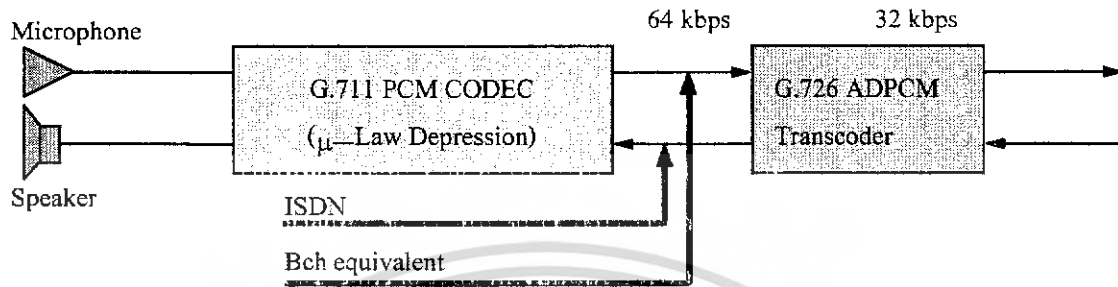 64 kbps
32 kbps
Microphone
G.711 PCM CODEC
(μ—Law Depression)
G.726 ADPCM
Transcoder
Speaker
ISDN
Bch equivalent